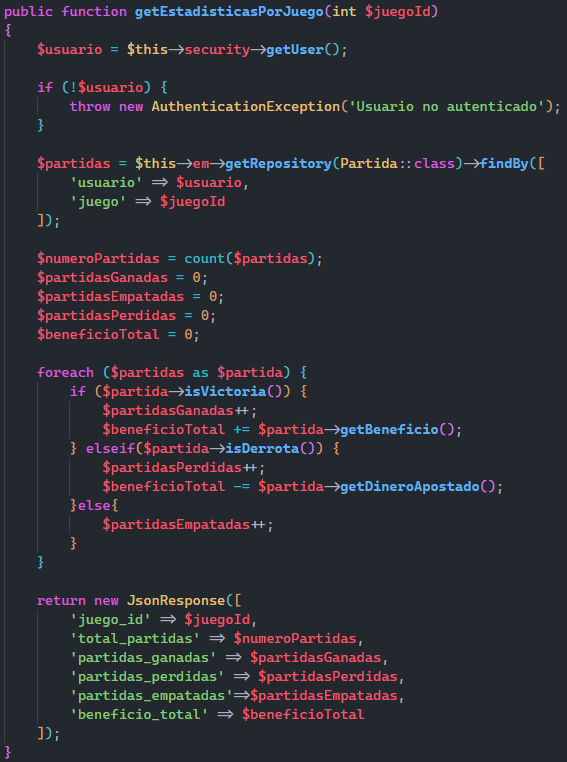 public function getEstadisticasPorJuego(int $juegoId)
{
    $usuario = $this->security->getUser();

    if (!$usuario) {
        throw new AuthenticationException('Usuario no autenticado');
    }

    $partidas = $this->em->getRepository(Partida::class)->findBy([
        'usuario' => $usuario,
        'juego' => $juegoId
    ]);

    $numeroPartidas = count($partidas);
    $partidasGanadas = 0;
    $partidasEmpatadas = 0;
    $partidasPerdidas = 0;
    $beneficioTotal = 0;

    foreach ($partidas as $partida) {
        if ($partida->isVictoria()) {
            $partidasGanadas++;
            $beneficioTotal += $partida->getBeneficio();
        } elseif($partida->isDerrota()) {
            $partidasPerdidas++;
            $beneficioTotal -= $partida->getDineroApostado();
        }else{
            $partidasEmpatadas++;
        }
    }

    return new JsonResponse([
        'juego_id' => $juegoId,
        'total_partidas' => $numeroPartidas,
        'partidas_ganadas' => $partidasGanadas,
        'partidas_perdidas' => $partidasPerdidas,
        'partidas_empatadas'=>$partidasEmpatadas,
        'beneficio_total' => $beneficioTotal
    ]);
}